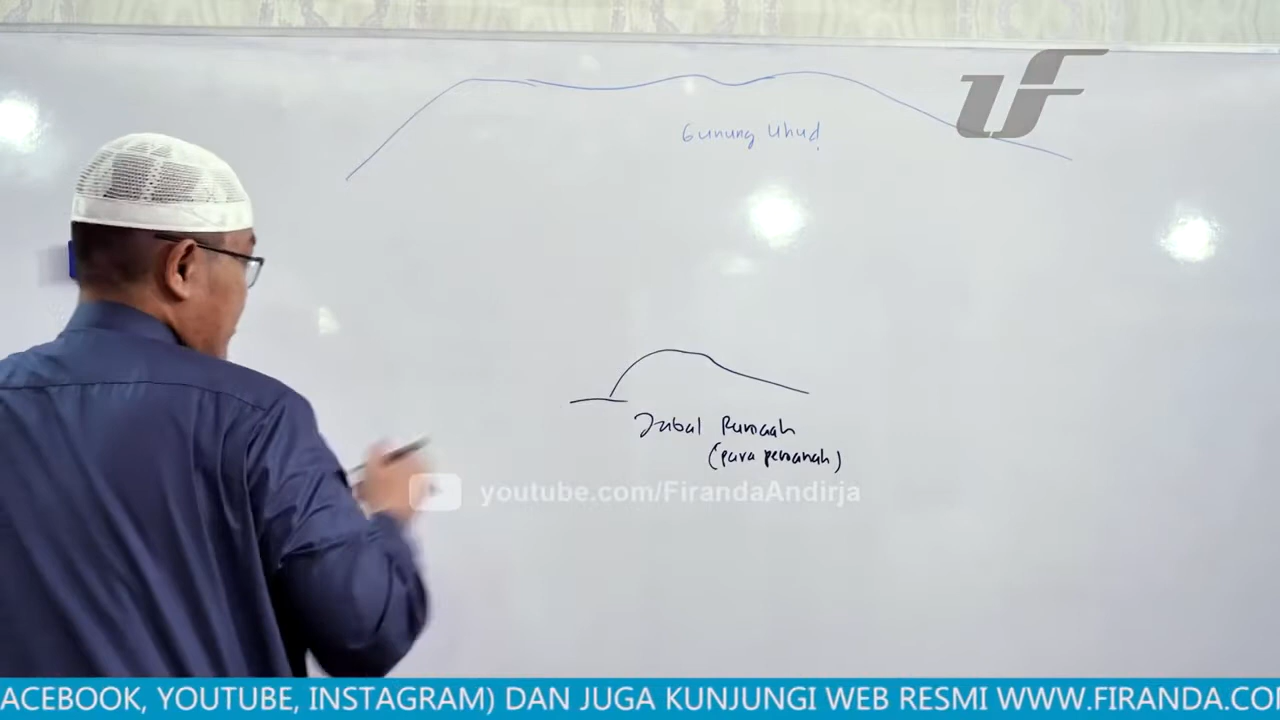 UF
Gunung Uhud
Jabal Rumaah
(para pemanah)
youtube.com/FirandaAndirja
ACEBOOK, YOUTUBE, INSTAGRAM) DAN JUGA KUNJUNGI WEB RESMI WWW.FIRANDA.CO